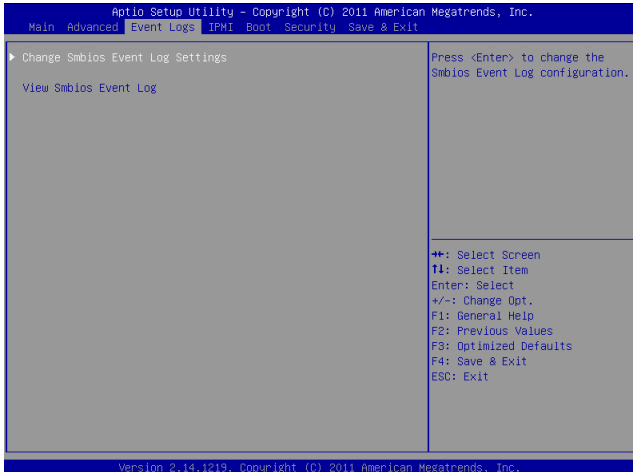 Aptio Setup Utility – Copyright (C) 2011 American Megatrends, Inc.
Main Advanced Event Logs IPMI Boot Security Save & Exit
Change Smbios Event Log Settings
View Smbios Event Log
Press <Enter> to change the
Smbios Event Log configuration.
→←: Select Screen
↑↓: Select Item
Enter: Select
+/-: Change Opt.
F1: General Help
F2: Previous Values
F3: Optimized Defaults
F4: Save & Exit
ESC: Exit
Version 2.14.1219. Copyright (C) 2011 American Megatrends, Inc.